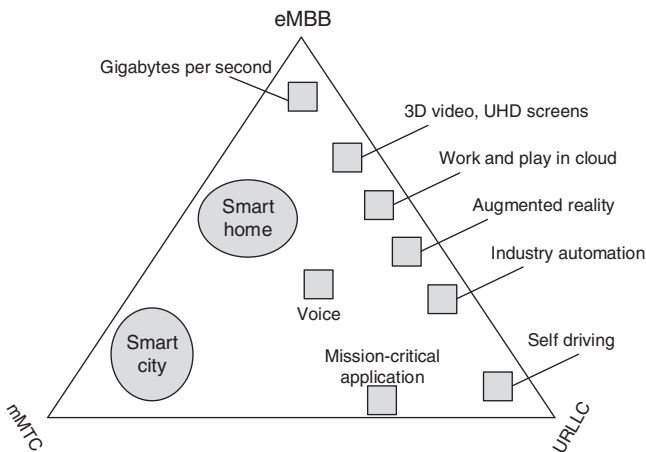 eMBB
Gigabytes per second
3D video, UHD screens
Work and play in cloud
Smart
home
Augmented reality
Industry automation
Voice
Smart
city
Mission-critical
application
Self driving
mMTC
URLLC